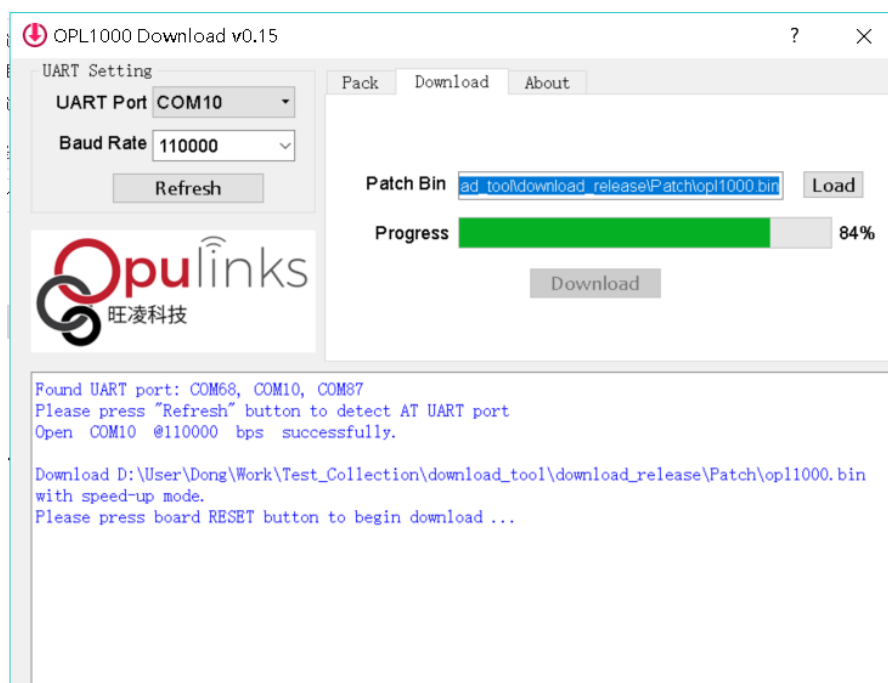 OPL1000 Download v0.15
?
UART Setting
UART Port COM10
Baud Rate 110000
Refresh
Pack Download About
Patch Bin ad_tool\download_release\Patch\opl1000.bin Load
Progress 84%
Download
Opulinks
旺凌科技
Found UART port: COM68, COM10, COM87
Please press "Refresh" button to detect AT UART port
Open COM10 @110000 bps successfully.
Download D:\User\Dong\Work\Test_Collection\download_tool\download_release\Patch\opl1000.bin
with speed-up mode.
Please press board RESET button to begin download ...